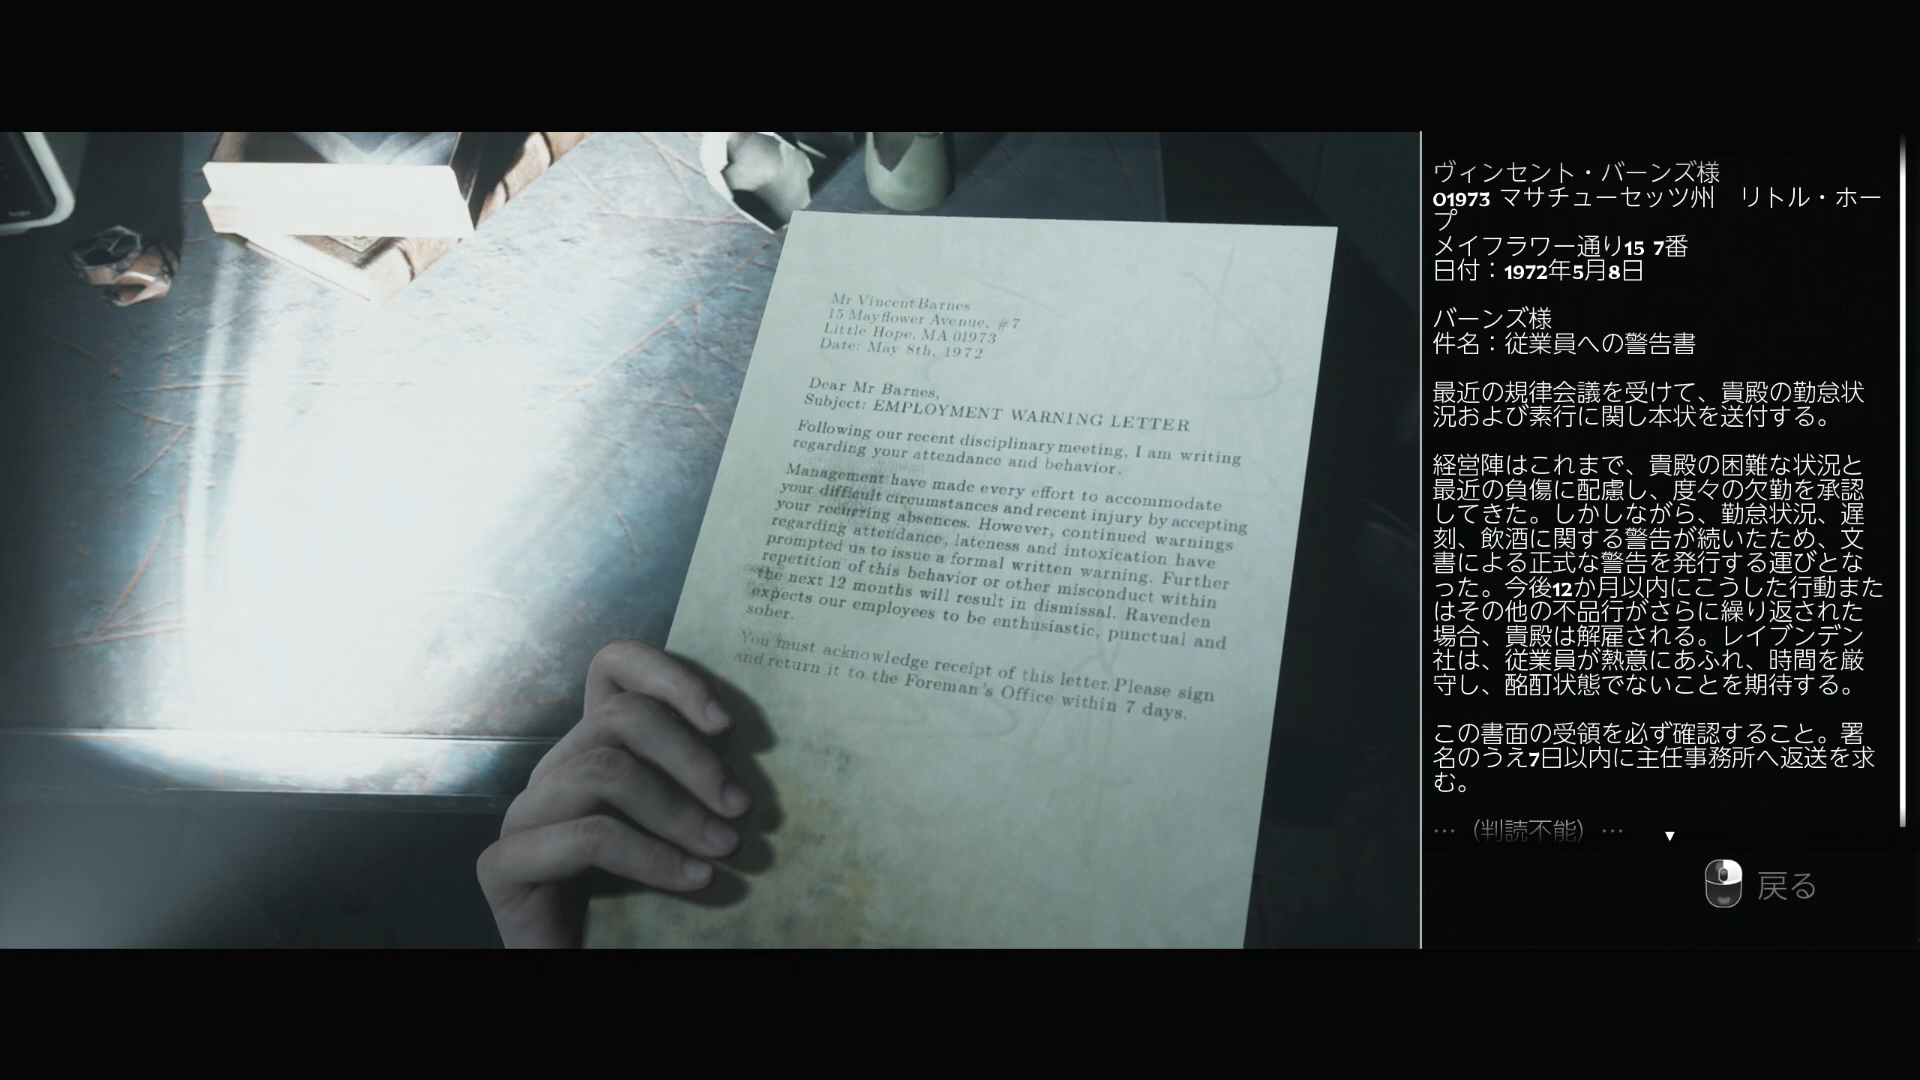 Mr Vincent Barnes
15 Mayflower Avenue, #7
Little Hope, MA 01973
Date: May 8th, 1972
Dear Mr Barnes,
Subject: EMPLOYMENT WARNING LETTER
Following our recent disciplinary meeting, I am writing
regarding your attendance and behavior.
Management have made every effort to accommodate
your difficult circumstances and recent injury by accepting
your recurring absences. However, continued warnings
regarding attendance, lateness and intoxication have
prompted us to issue a formal written warning. Further
repetition of this behavior or other misconduct within
the next 12 months will result in dismissal. Ravenden
expects our employees to be enthusiastic, punctual and
sober.
You must acknowledge receipt of this letter. Please sign
and return it to the Foreman's Office within 7 days.
ヴィンセント・バーンズ様
01973 マサチューセッツ州　リトル・ホー
プ
メイフラワー通り15 7番
日付：1972年5月8日
バーンズ様
件名：従業員への警告書
最近の規律会議を受けて、貴殿の勤怠状
況および素行に関し本状を送付する。
経営陣はこれまで、貴殿の困難な状況と
最近の負傷に配慮し、度々の欠勤を承認
してきた。しかしながら、勤怠状況、遅
刻、飲酒に関する警告が続いたため、文
書による正式な警告を発行する運びとな
った。今後12か月以内にこうした行動また
はその他の不品行がさらに繰り返された
場合、貴殿は解雇される。レイブンデン
社は、従業員が熱意にあふれ、時間を厳
守し、酩酊状態でないことを期待する。
この書面の受領を必ず確認すること。署
名のうえ7日以内に主任事務所へ返送を求
む。
…（判読不能）…
戻る